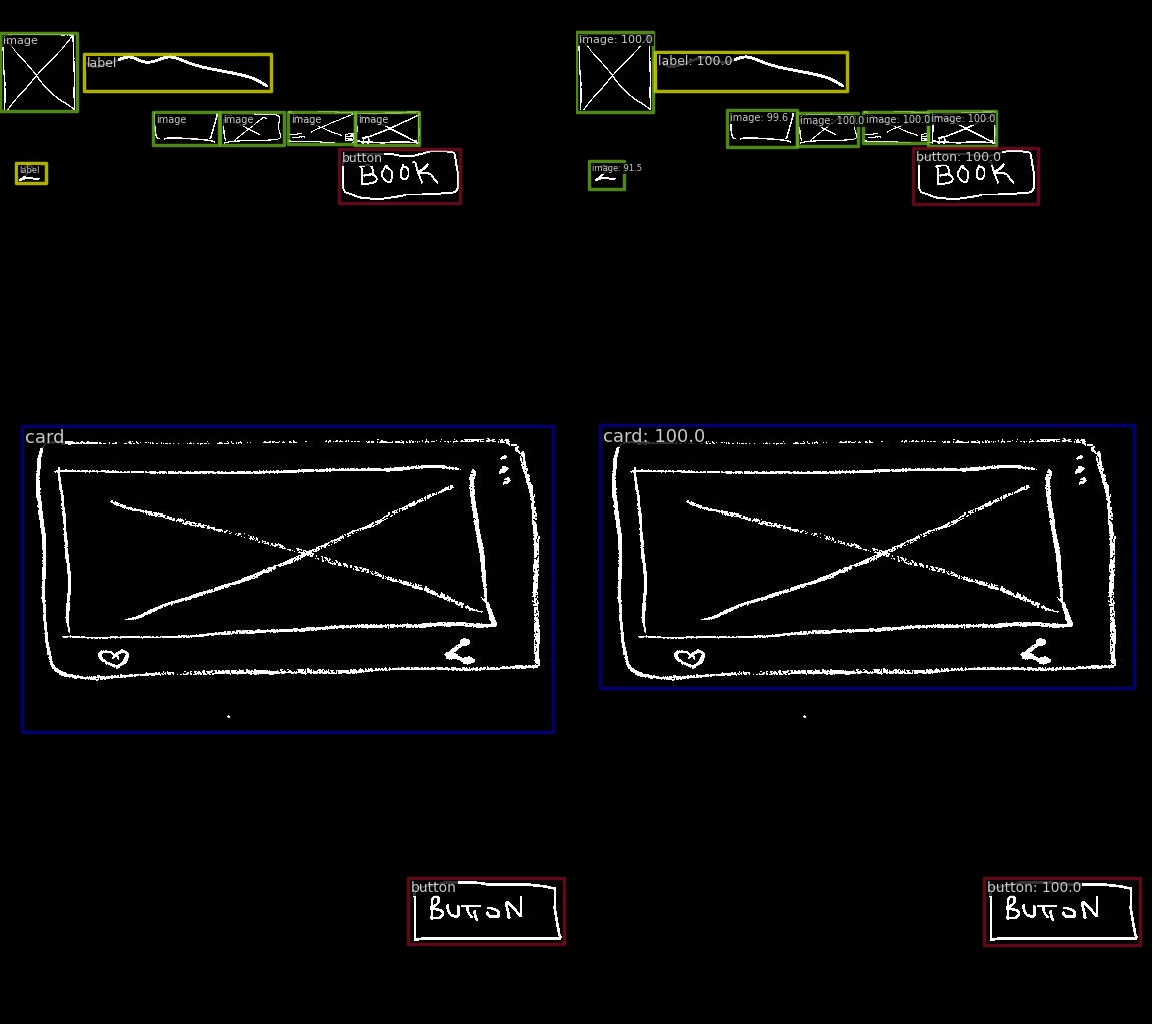 image image: 100.0
label label: 100.0
image image image image image: 99.6 image: 100.0 image: 100.0 image: 100.0
button button: 100.0
BOOK BOOK
label image: 91.5
card card: 100.0
button button: 100.0
BUTTON BUTTON